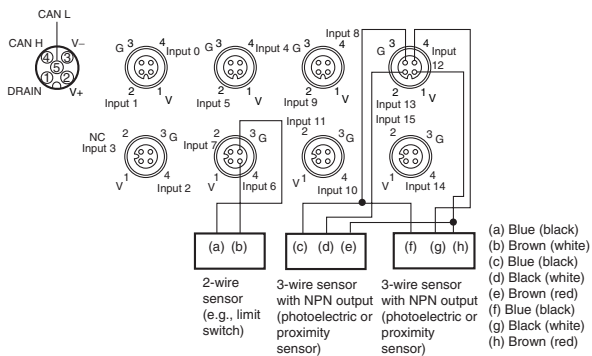 CAN L
CAN H V−
4 3
5
1 2
DRAIN V+
G 3 4 Input 0
2 1 V
Input 1
G 3 4 Input 4
2 1 V
Input 5
Input 8
G 3 4
2 1 V
Input 9
G 3 4 Input
12
2 1 V
Input 13
NC
Input 3
2 3 G
V 1 4
Input 2
Input 7
2 3 G
V 1 4
Input 6
Input 11
2 3 G
V 1 4
Input 10
Input 15
2 3 G
V 1 4
Input 14
(a) (b)
(c) (d) (e)
(f) (g) (h)
2-wire
sensor
(e.g., limit
switch)
3-wire sensor
with NPN output
(photoelectric or
proximity
sensor)
3-wire sensor
with NPN output
(photoelectric or
proximity
sensor)
(a) Blue (black)
(b) Brown (white)
(c) Blue (black)
(d) Black (white)
(e) Brown (red)
(f) Blue (black)
(g) Black (white)
(h) Brown (red)